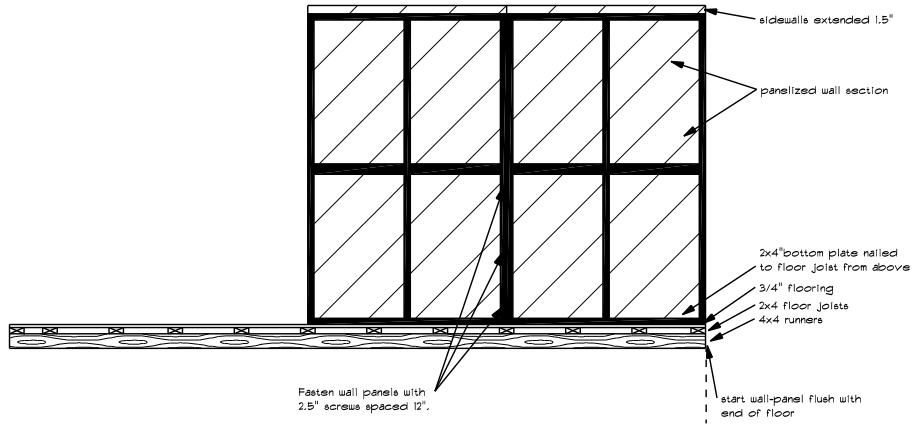 sidewalls extended 1.5"
panelized wall section
2x4"bottom plate nailed
to floor joist from above
3/4" flooring
2x4 floor joists
4x4 runners
Fasten wall panels with
2.5" screws spaced 12".
start wall-panel flush with
end of floor